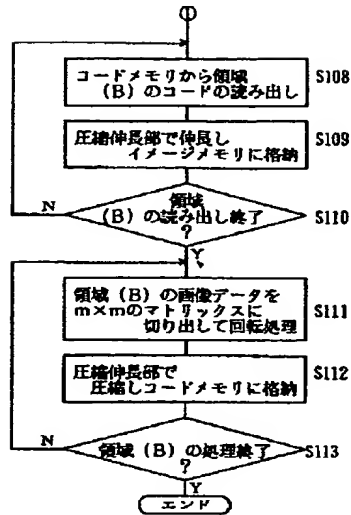 1
コードメモリから領域
(B)のコードの読み出し
S108
圧縮伸長部で伸長し
イメージメモリに格納
S109
領域
(B)の読み出し終了
?
S110
N
Y
領域(B)の画像データを
m×mのマトリックスに
切り出して回転処理
S111
圧縮伸長部で
圧縮しコードメモリに格納
S112
領域(B)の処理終了
?
S113
N
Y
エンド